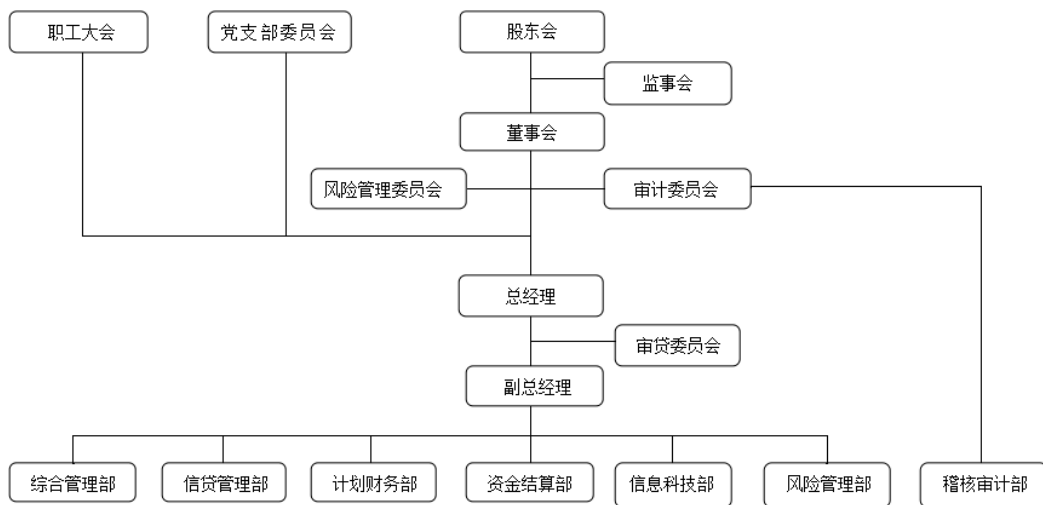 职工大会
党支部委员会
股东会
监事会
董事会
风险管理委员会
审计委员会
总经理
审贷委员会
副总经理
综合管理部
信贷管理部
计划财务部
资金结算部
信息科技部
风险管理部
稽核审计部